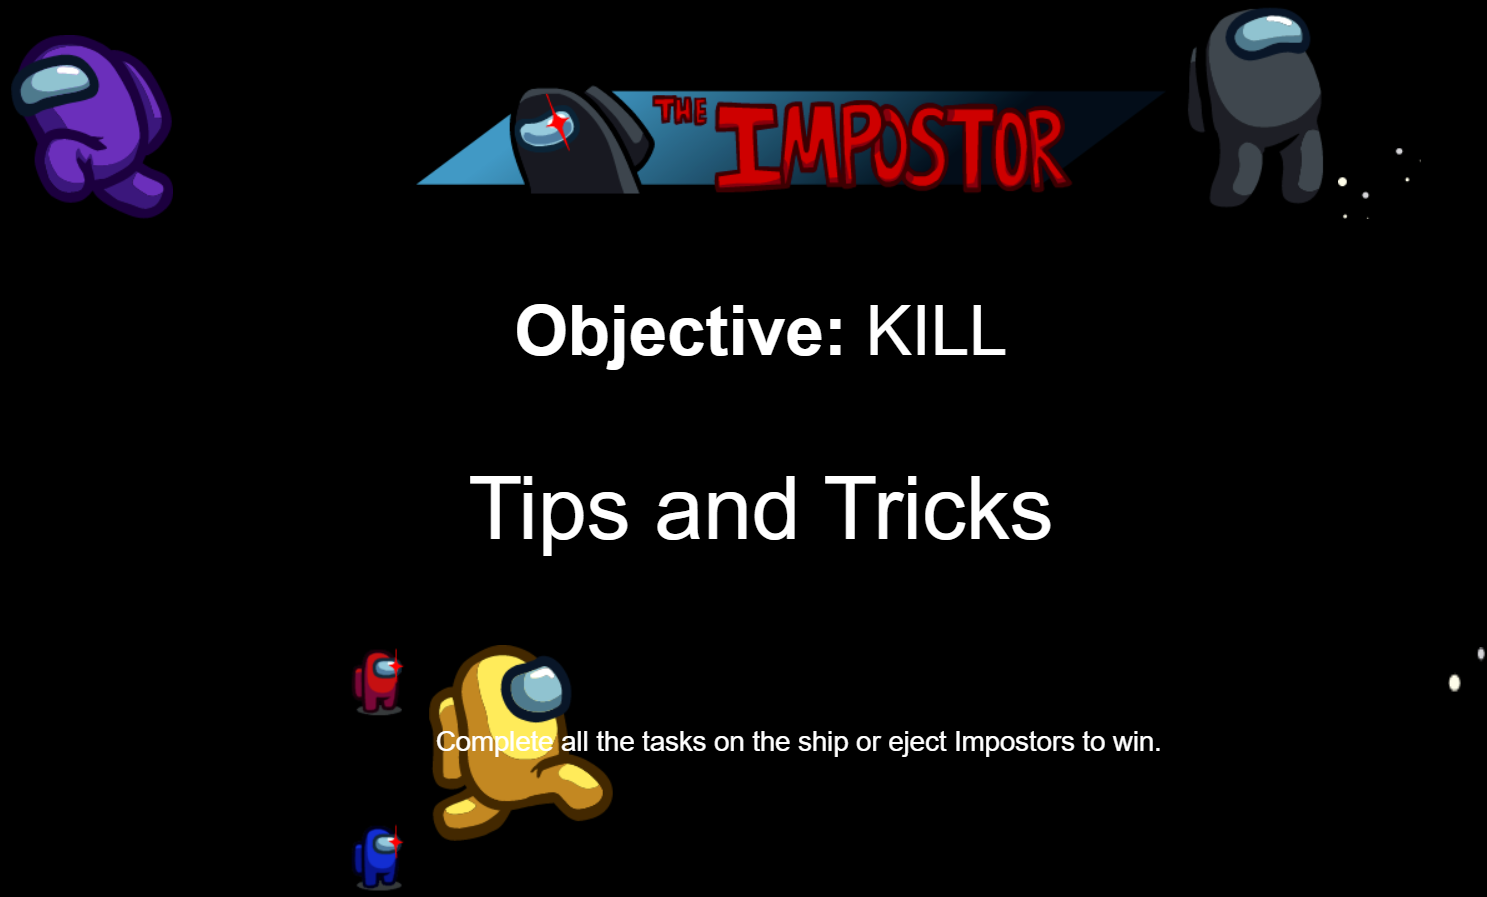 THE IMPOSTOR
Objective: KILL
Tips and Tricks
Complete all the tasks on the ship or eject Impostors to win.